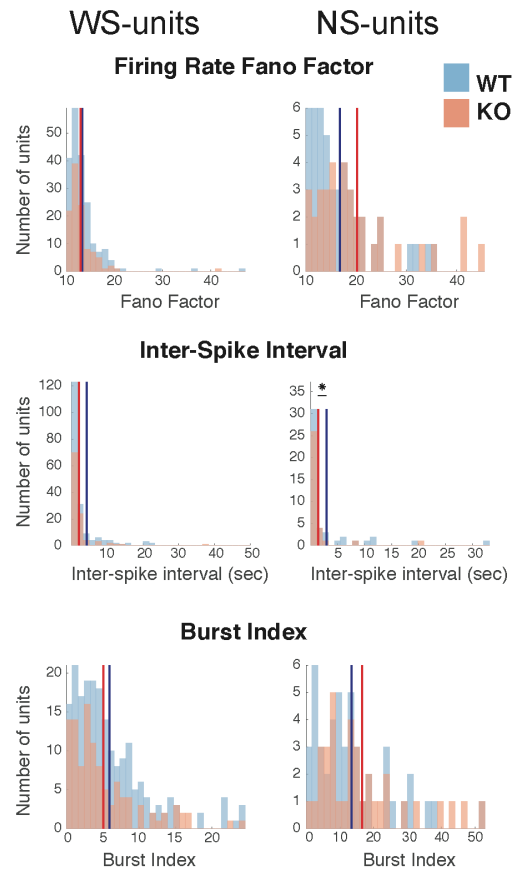 WS-units NS-units
Firing Rate Fano Factor
WT
KO
Number of units
50
40
30
20
10
0
10 20 30 40
Fano Factor
6
5
4
3
2
1
0
10 20 30 40
Fano Factor
Inter-Spike Interval
Number of units
120
100
80
60
40
20
0
10 20 30 40 50
Inter-spike interval (sec)
*
35
30
25
20
15
10
5
0
5 10 15 20 25 30
Inter-spike interval (sec)
Burst Index
Number of units
20
15
10
5
0
0 5 10 15 20
Burst Index
6
5
4
3
2
1
0
0 10 20 30 40 50
Burst Index